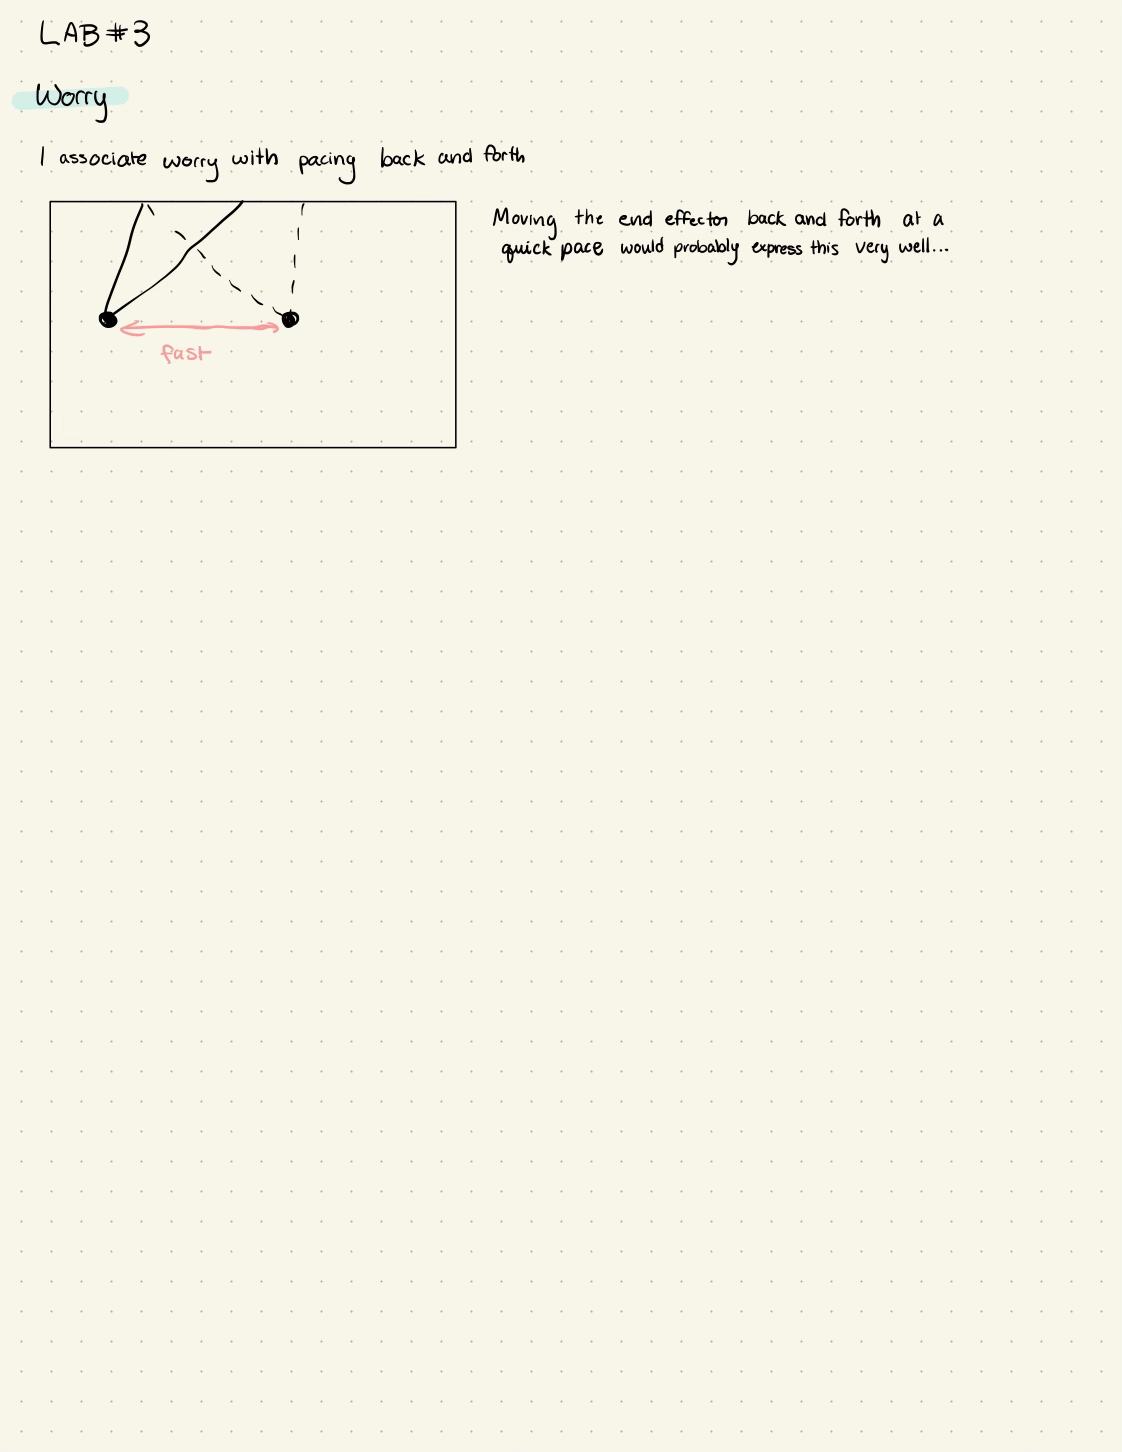 LAB #3
Worry
I associate worry with pacing back and forth
Moving the end effector back and forth at a
quick pace would probably express this very well...
fast